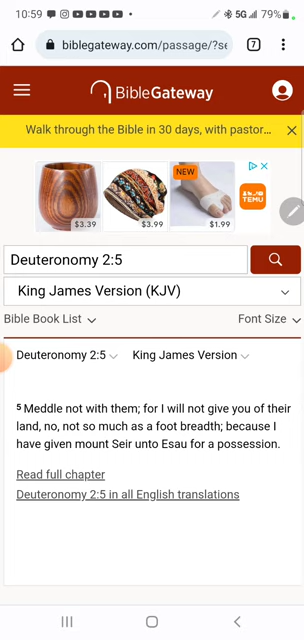 10:59
5G 79%
biblegateway.com/passage/?se
7
BibleGateway
Walk through the Bible in 30 days, with pastor...
$3.39
$3.99
NEW
$1.99
TEMU
Deuteronomy 2:5
King James Version (KJV)
Bible Book List
Font Size
Deuteronomy 2:5 King James Version
5 Meddle not with them; for I will not give you of their
land, no, not so much as a foot breadth; because I
have given mount Seir unto Esau for a possession.
Read full chapter
Deuteronomy 2:5 in all English translations